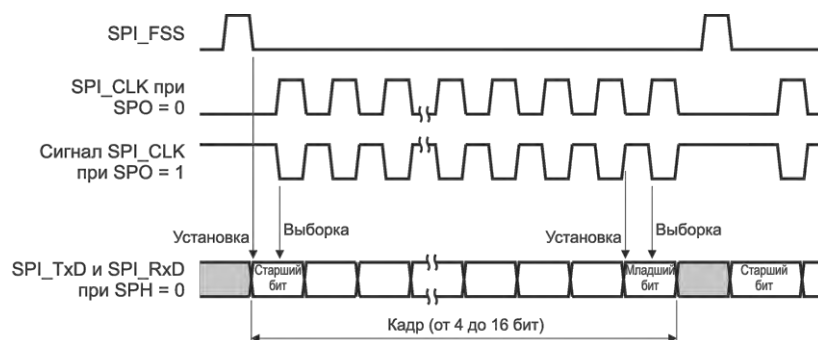 SPI_FSS
SPI_CLK при
SPO = 0
Сигнал SPI_CLK
при SPO = 1
Установка
Выборка
Установка
Выборка
SPI_TxD и SPI_RxD
при SPH = 0
Старший
бит
Младший
бит
Старший
бит
Кадр (от 4 до 16 бит)